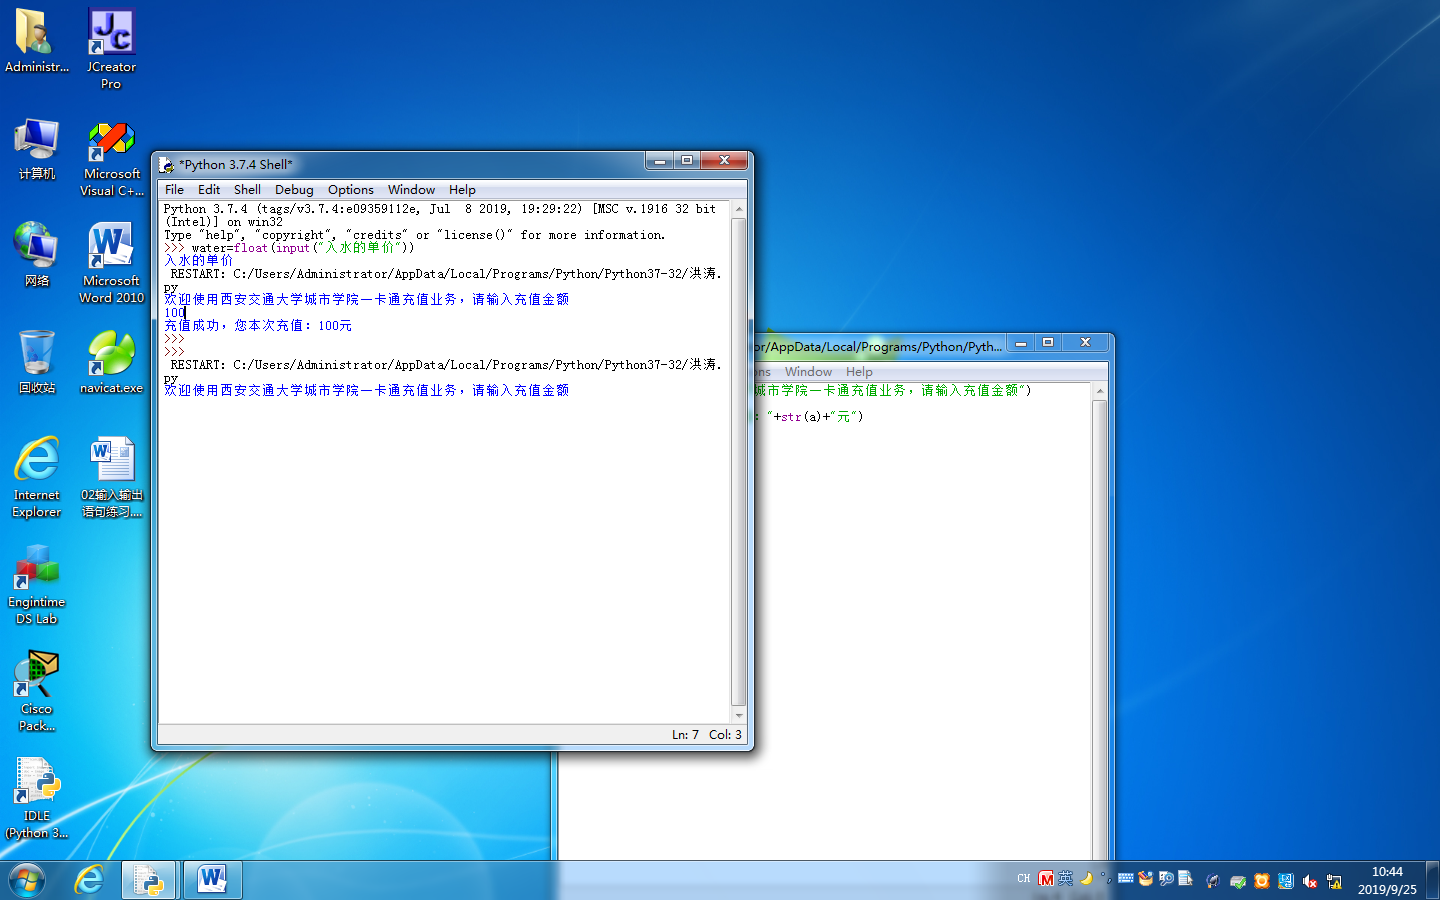 Administr...
JCreator
Pro
计算机
Microsoft
Visual C+...
网络
Microsoft
Word 2010
回收站
navicat.exe
Internet
Explorer
02输入输出
语句练习....
Engintime
DS Lab
Cisco
Pack...
IDLE
(Python 3...
*Python 3.7.4 Shell*
File Edit Shell Debug Options Window Help
Python 3.7.4 (tags/v3.7.4:e09359112e, Jul  8 2019, 19:29:22) [MSC v.1916 32 bit
(Intel)] on win32
Type "help", "copyright", "credits" or "license()" for more information.
>>> water=float(input("入水的单价"))
入水的单价
RESTART: C:/Users/Administrator/AppData/Local/Programs/Python/Python37-32/洪涛.
py
欢迎使用西安交通大学城市学院一卡通充值业务，请输入充值金额
100
充值成功，您本次充值：100元
>>>
>>>
RESTART: C:/Users/Administrator/AppData/Local/Programs/Python/Python37-32/洪涛.
py
欢迎使用西安交通大学城市学院一卡通充值业务，请输入充值金额
Ln: 7 Col: 3
or/AppData/Local/Programs/Python/Pyth...
ons Window Help
城市学院一卡通充值业务，请输入充值金额")
："+str(a)+"元")
CH 英
10:44
2019/9/25